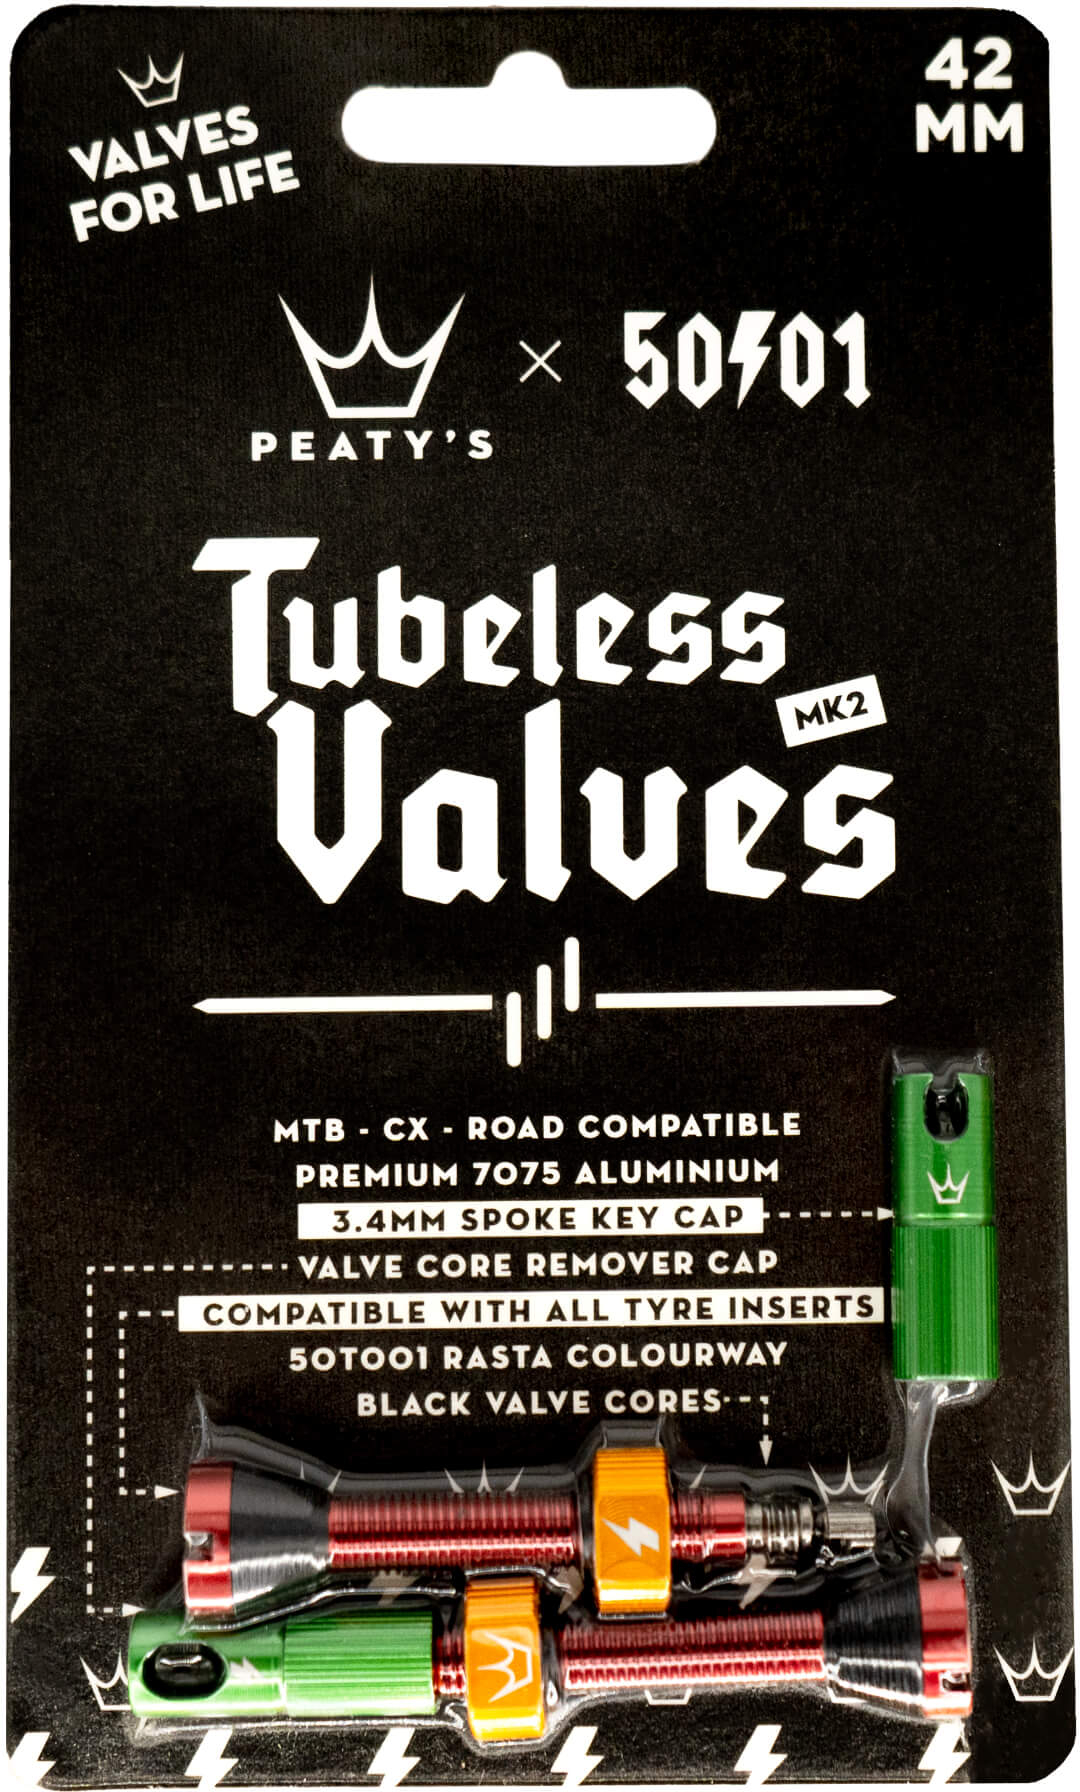 VALVES
FOR LIFE
42
MM
PEATY'S
×
50/01
Tubeless
Valves
MK2
MTB - CX - ROAD COMPATIBLE
PREMIUM 7075 ALUMINIUM
3.4MM SPOKE KEY CAP
VALVE CORE REMOVER CAP
COMPATIBLE WITH ALL TYRE INSERTS
50TO01 RASTA COLOURWAY
BLACK VALVE CORES